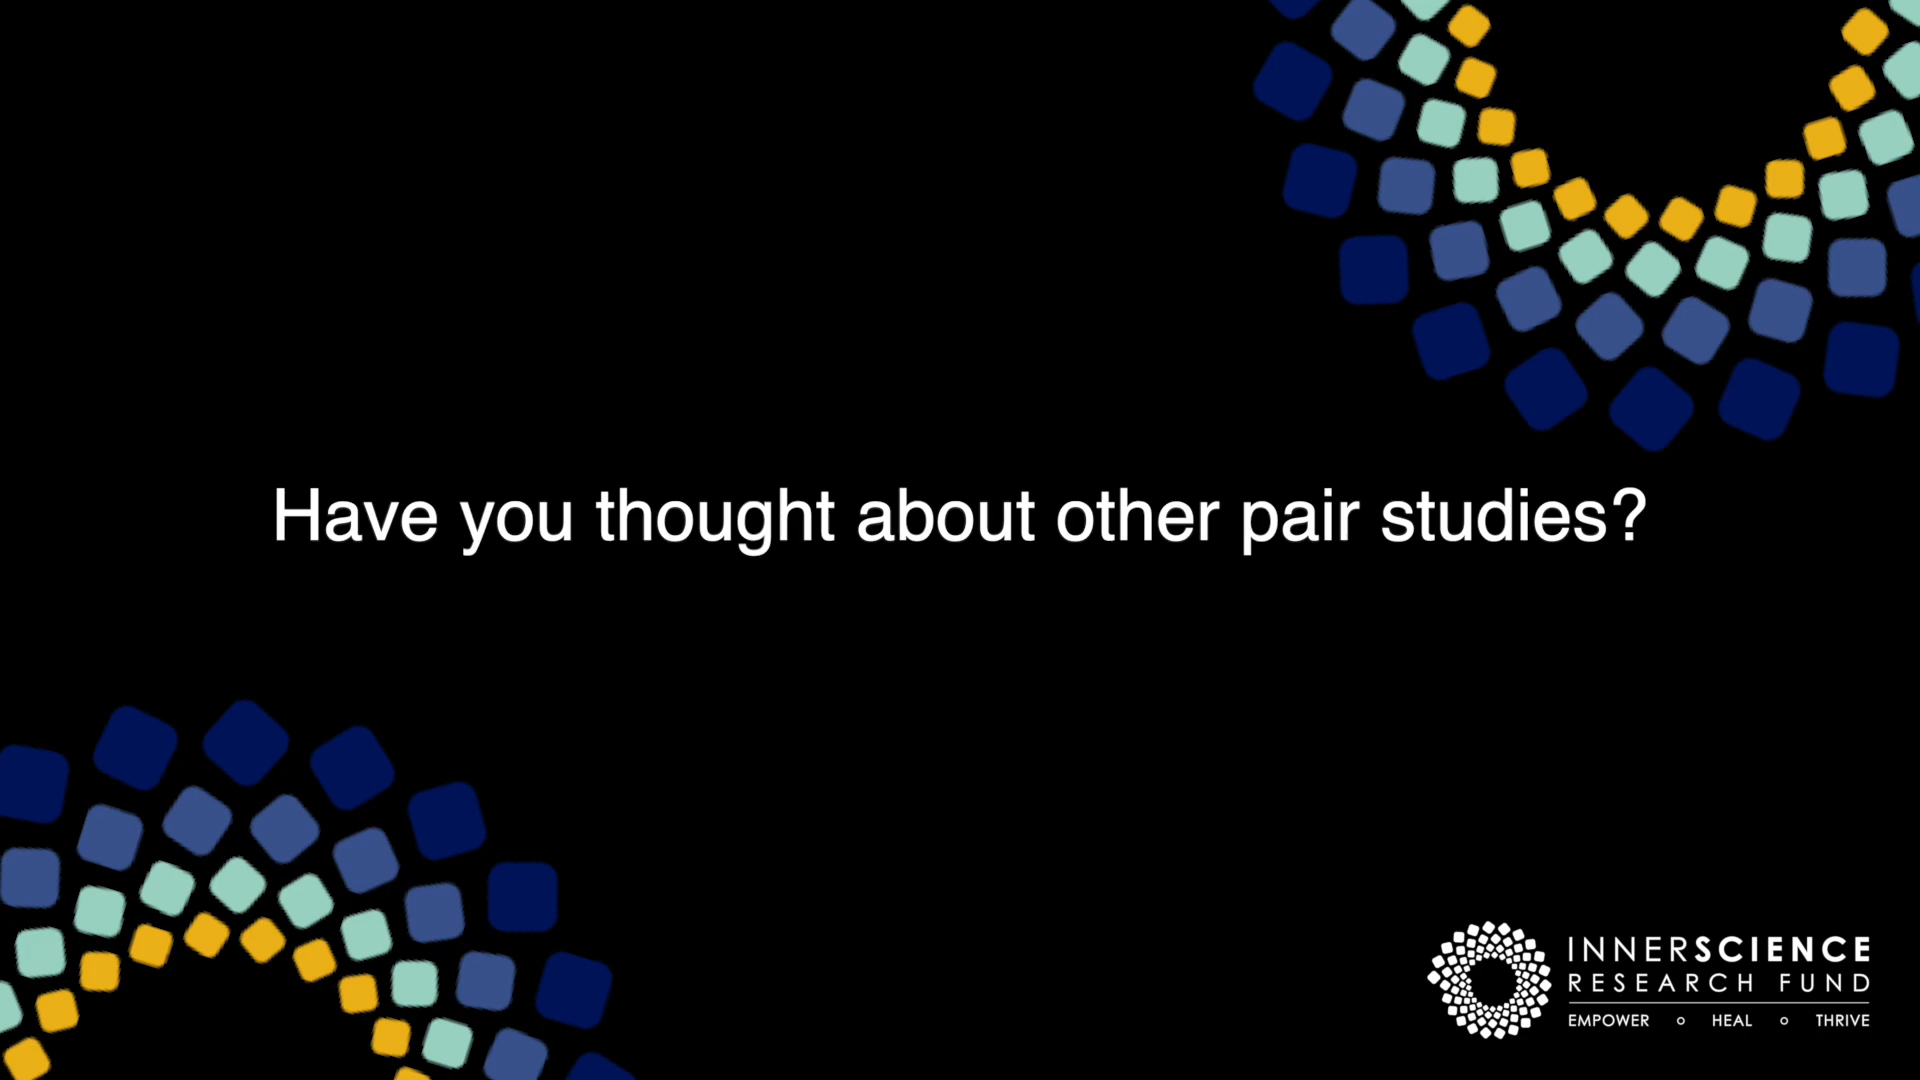 Have you thought about other pair studies?
INNERSCIENCE
RESEARCH FUND
EMPOWER ○ HEAL ○ THRIVE